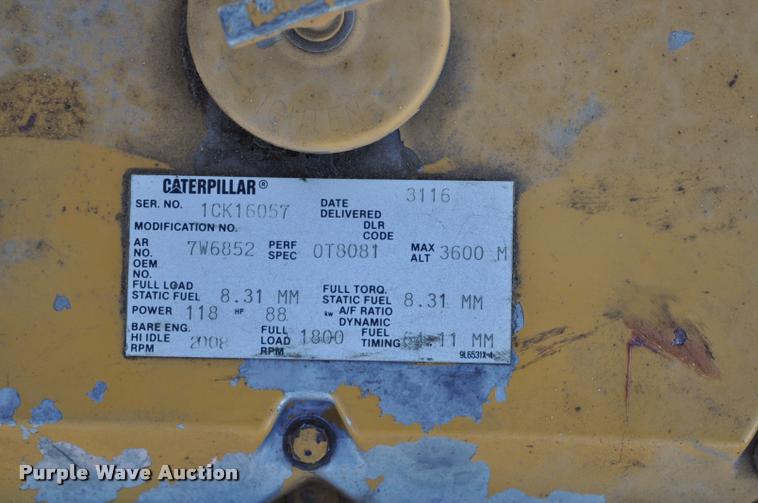 CATERPILLAR®
3116
SER. NO. 1CK16057 DATE DELIVERED
MODIFICATION NO. DLR CODE
AR NO. 7W6852 PERF SPEC 0T8081 MAX ALT 3600 M
OEM NO.
FULL LOAD STATIC FUEL 8.31 MM FULL TORQ. STATIC FUEL 8.31 MM
POWER 118 HP 88 kw A/F RATIO DYNAMIC
BARE ENG. HI IDLE RPM 2008 FULL LOAD RPM 1800 FUEL TIMING 11 MM
9L6531X
Purple Wave Auction